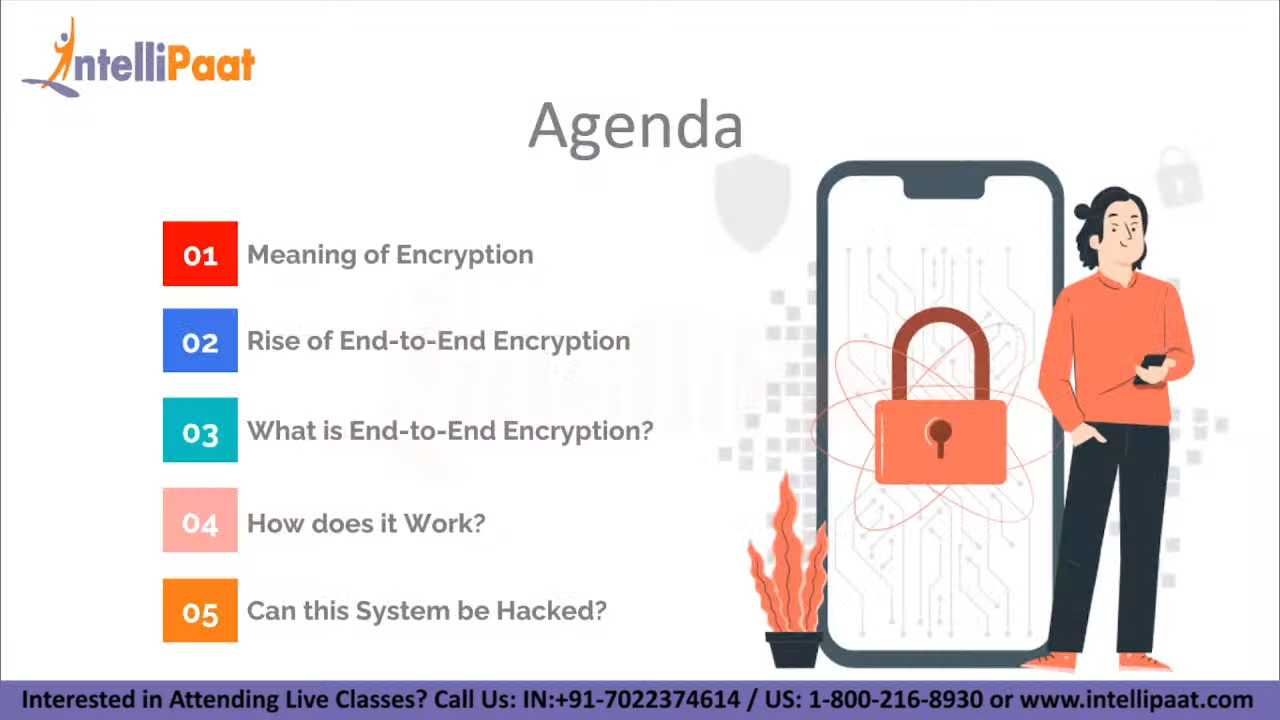 IntelliPaat
Agenda
01 Meaning of Encryption
02 Rise of End-to-End Encryption
03 What is End-to-End Encryption?
04 How does it Work?
05 Can this System be Hacked?
Interested in Attending Live Classes? Call Us: IN:+91-7022374614 / US: 1-800-216-8930 or www.intellipaat.com